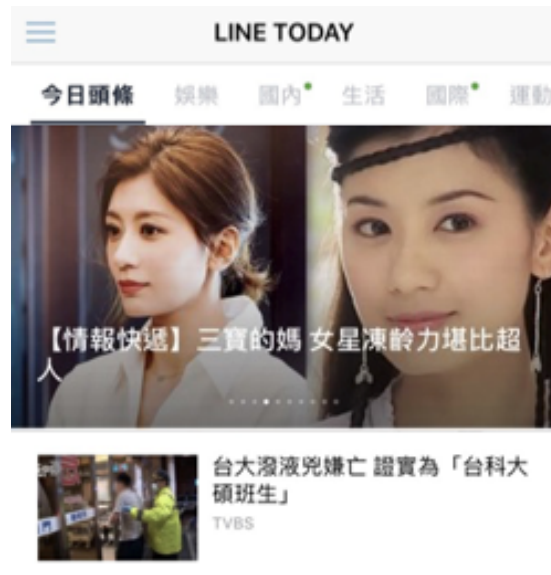 LINE TODAY
今日頭條 娛樂 國內 生活 國際 運動
【情報快遞】三寶的媽 女星凍齡力堪比超
人
台大潑液兇嫌亡 證實為「台科大
碩班生」
TVBS